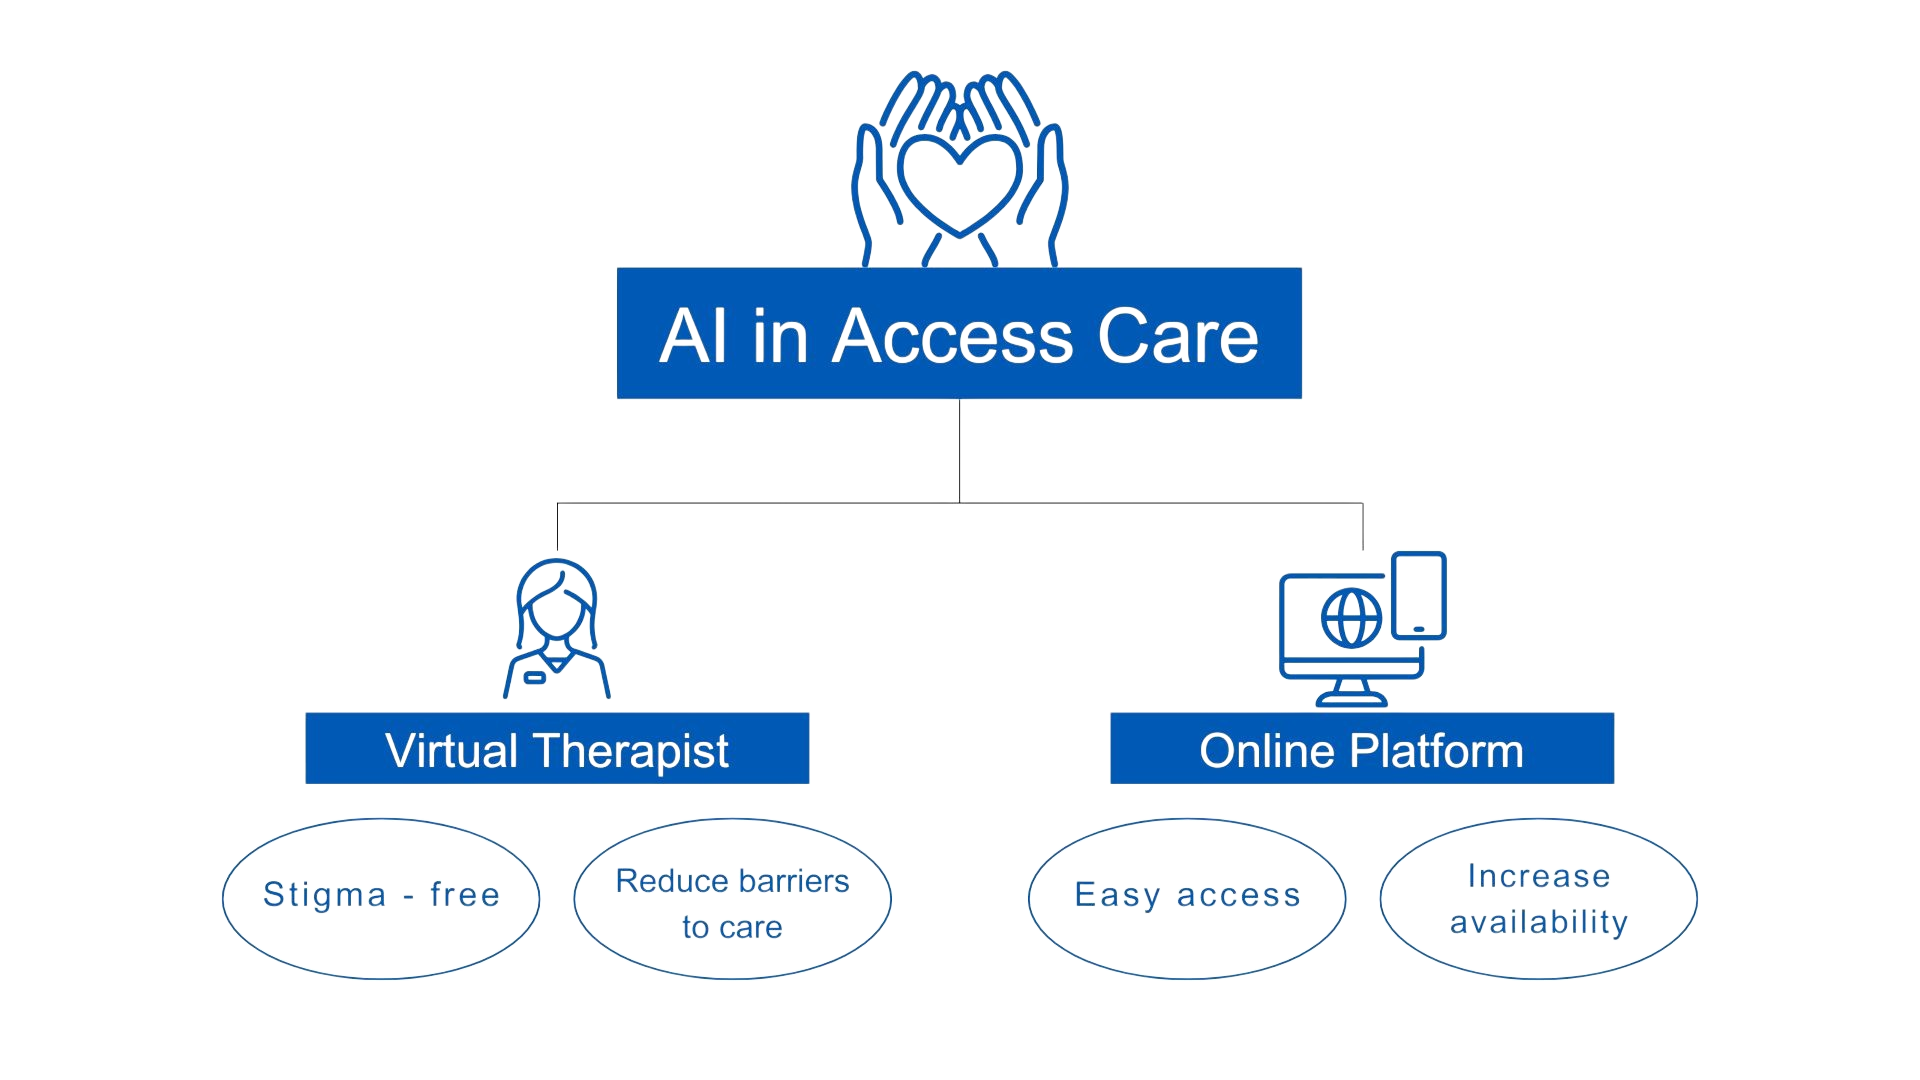 AI in Access Care
Virtual Therapist
Online Platform
Stigma - free
Reduce barriers
to care
Easy access
Increase
availability